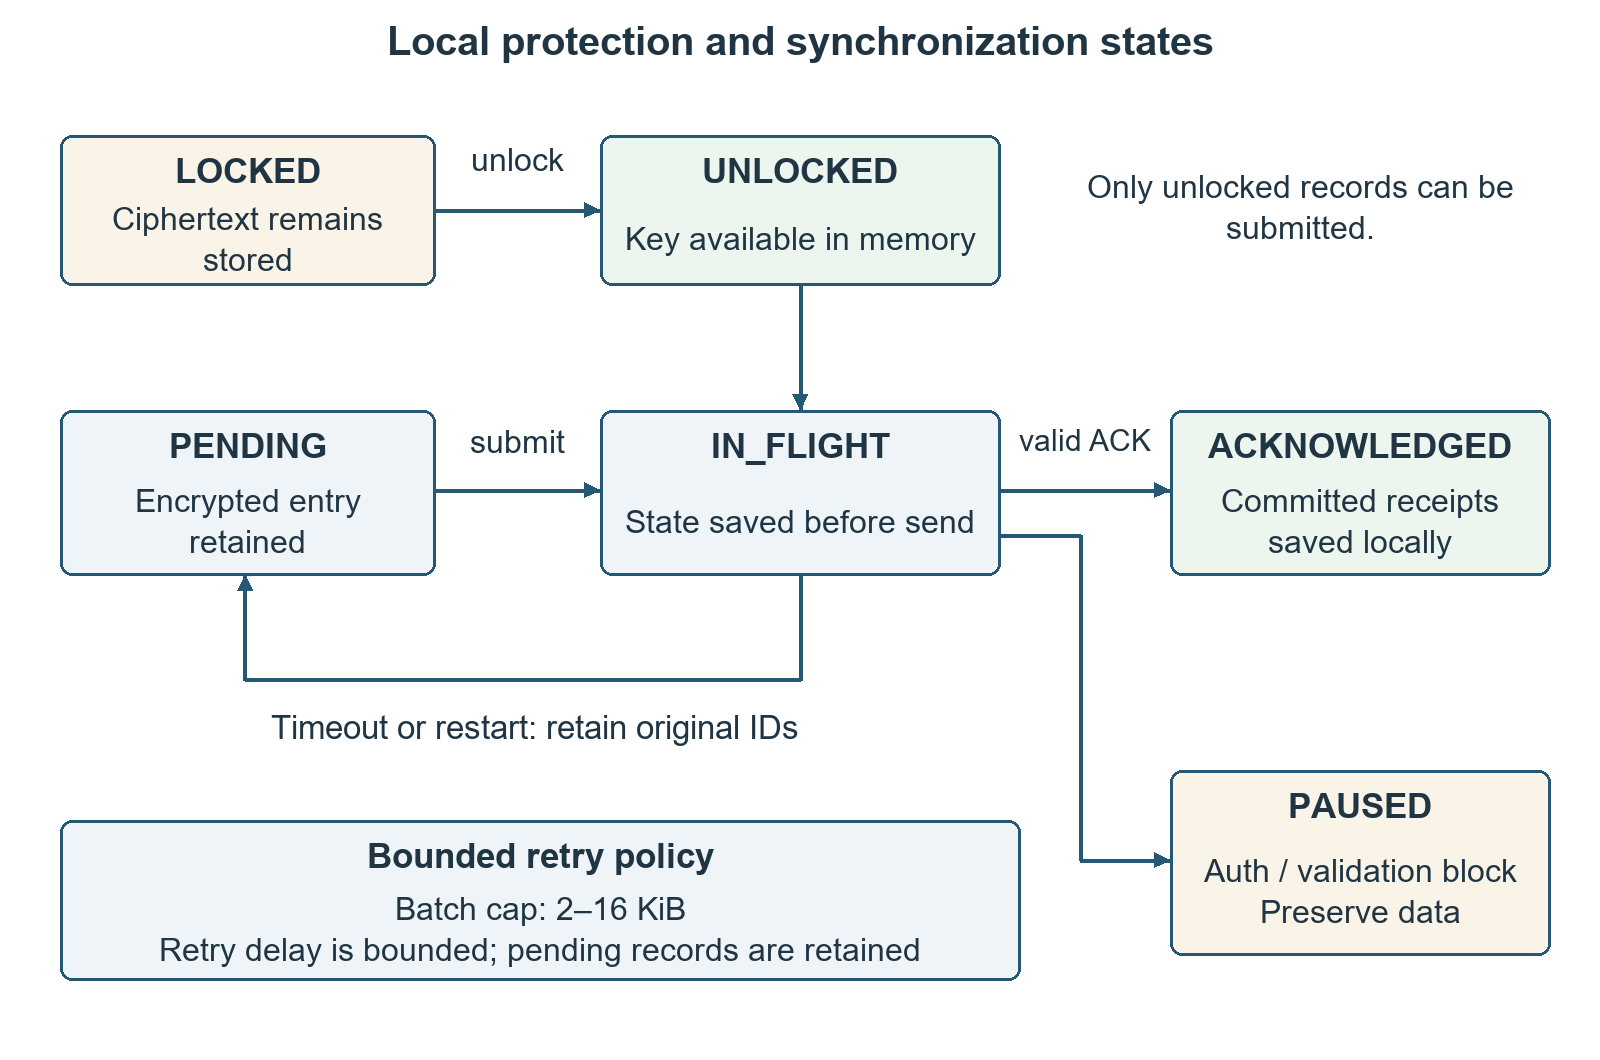 Local protection and synchronization states
LOCKED
Ciphertext remains
stored
unlock
UNLOCKED
Key available in memory
Only unlocked records can be
submitted.
PENDING
Encrypted entry
retained
submit
IN_FLIGHT
State saved before send
valid ACK
ACKNOWLEDGED
Committed receipts
saved locally
Timeout or restart: retain original IDs
Bounded retry policy
Batch cap: 2–16 KiB
Retry delay is bounded; pending records are retained
PAUSED
Auth / validation block
Preserve data